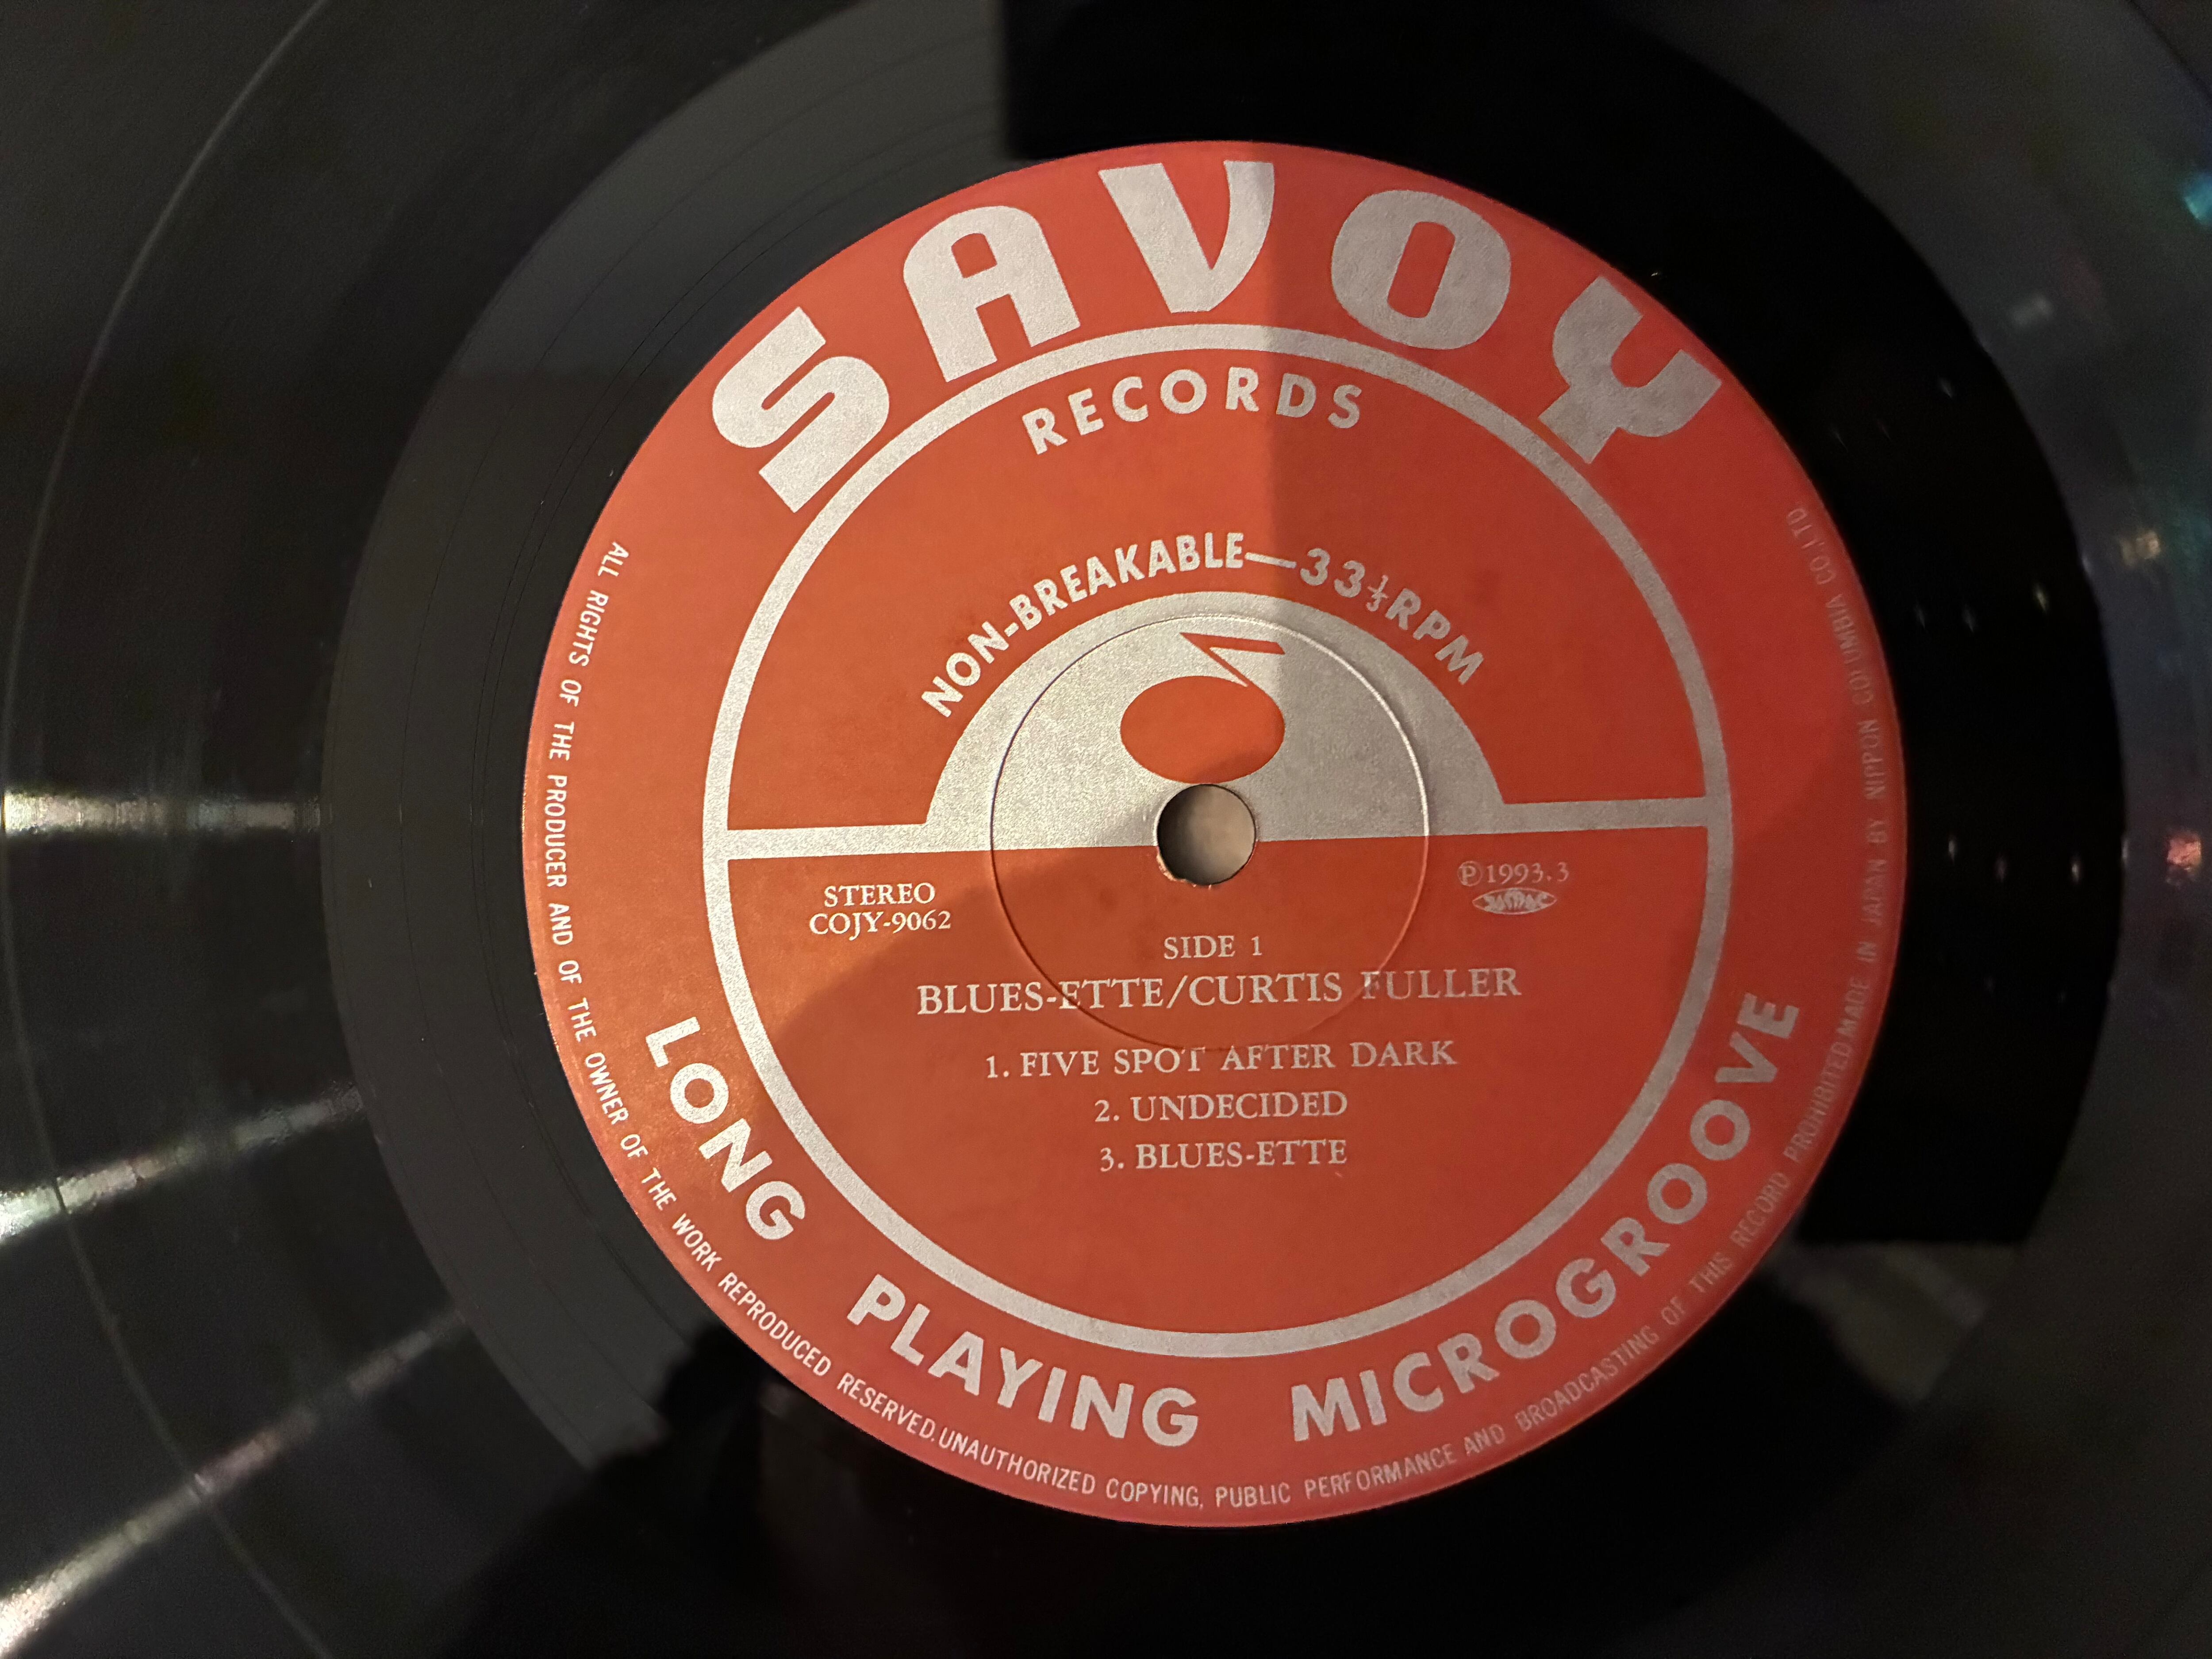 SAVOY
RECORDS
NON-BREAKABLE—33⅓RPM
STEREO
COJY-9062
Ⓟ1993.3
SIDE 1
BLUES-ETTE/CURTIS FULLER
1. FIVE SPOT AFTER DARK
2. UNDECIDED
3. BLUES-ETTE
LONG PLAYING MICROGROOVE
ALL RIGHTS OF THE PRODUCER AND OF THE OWNER OF THE WORK REPRODUCED RESERVED. UNAUTHORIZED COPYING, PUBLIC PERFORMANCE AND BROADCASTING OF THIS RECORD PROHIBITED MADE IN JAPAN BY NIPPON COLUMBIA CO., LTD